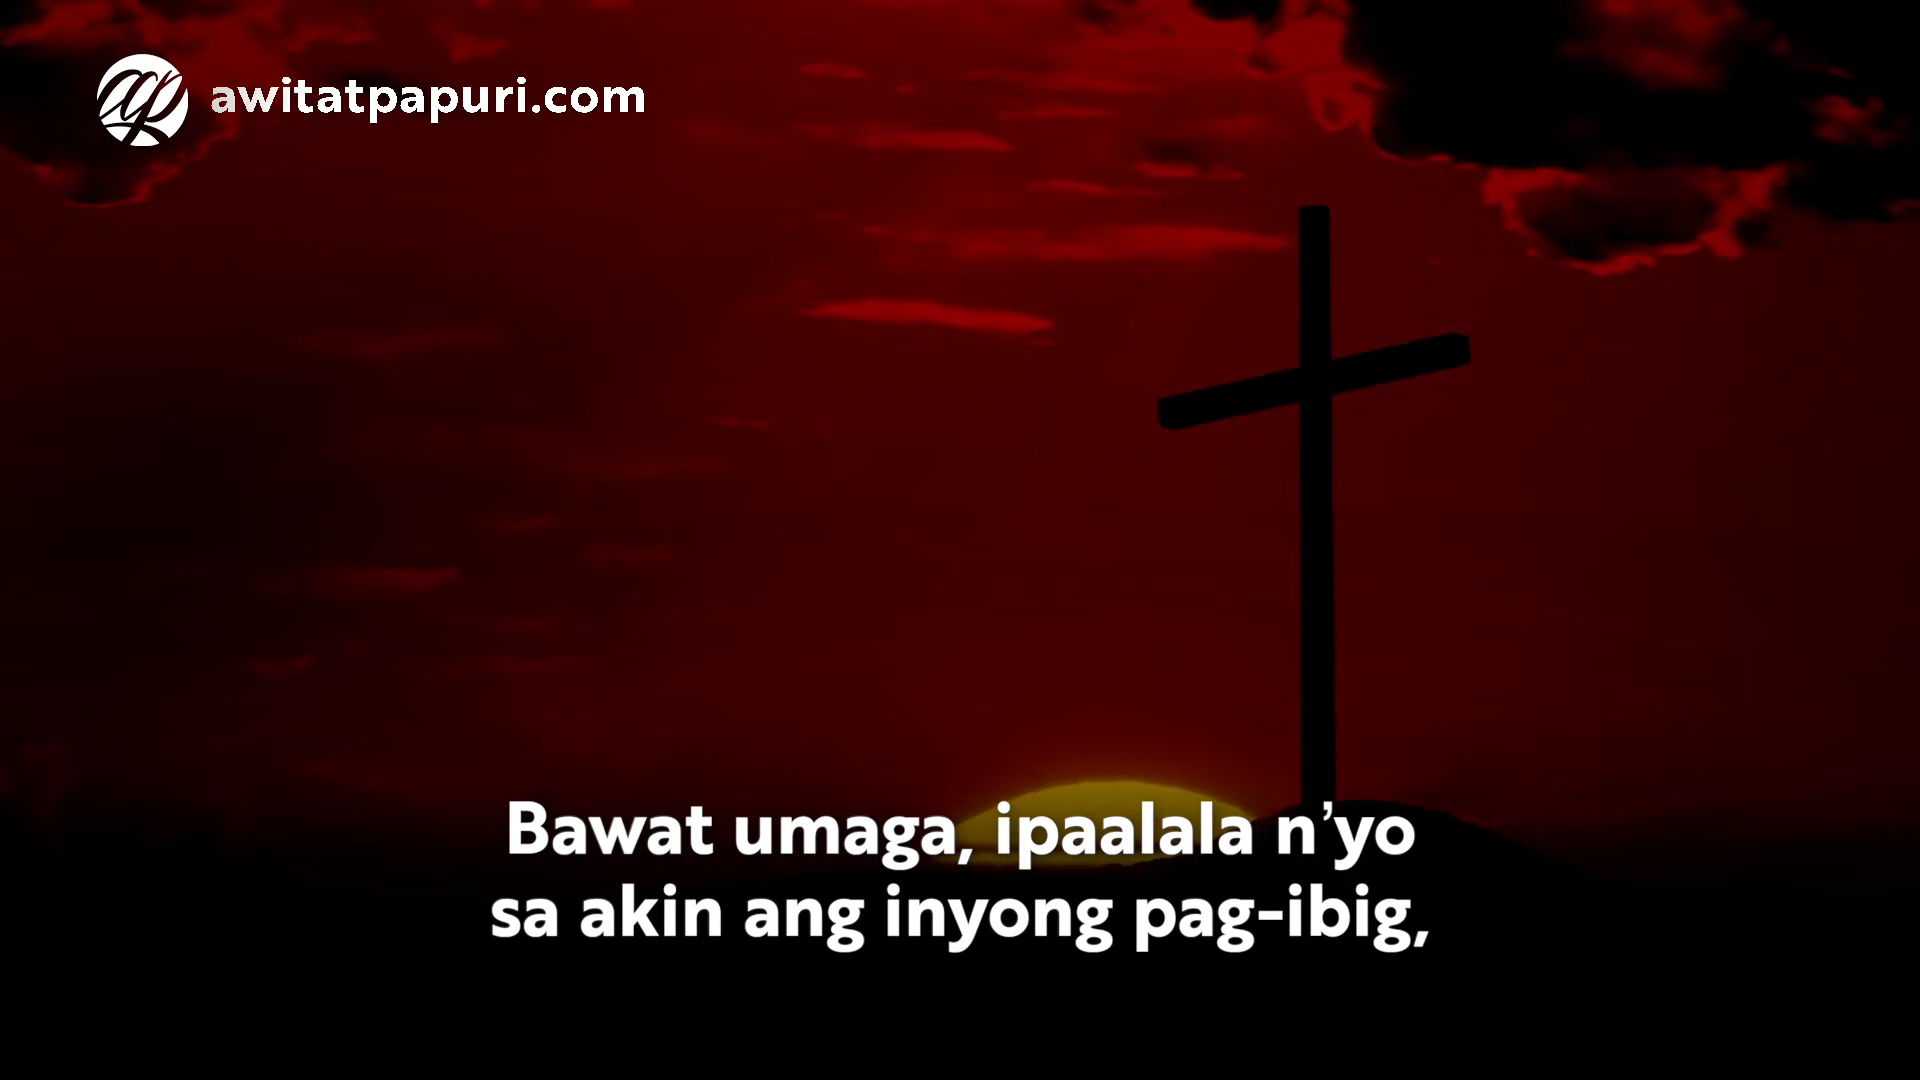 awitatpapuri.com
Bawat umaga, ipaalala n’yo
sa akin ang inyong pag-ibig,